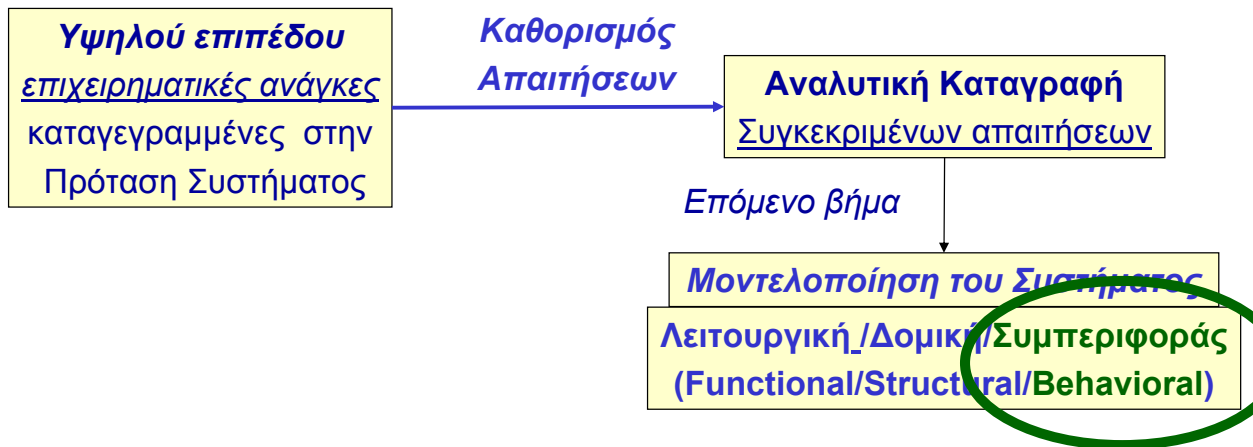 Υψηλού επιπέδου
επιχειρηματικές ανάγκες
καταγεγραμμένες στην
Πρόταση Συστήματος
Καθορισμός
Απαιτήσεων
Αναλυτική Καταγραφή
Συγκεκριμένων απαιτήσεων
Επόμενο βήμα
Μοντελοποίηση του Συστήματος
Λειτουργική /Δομική/Συμπεριφοράς
(Functional/Structural/Behavioral)